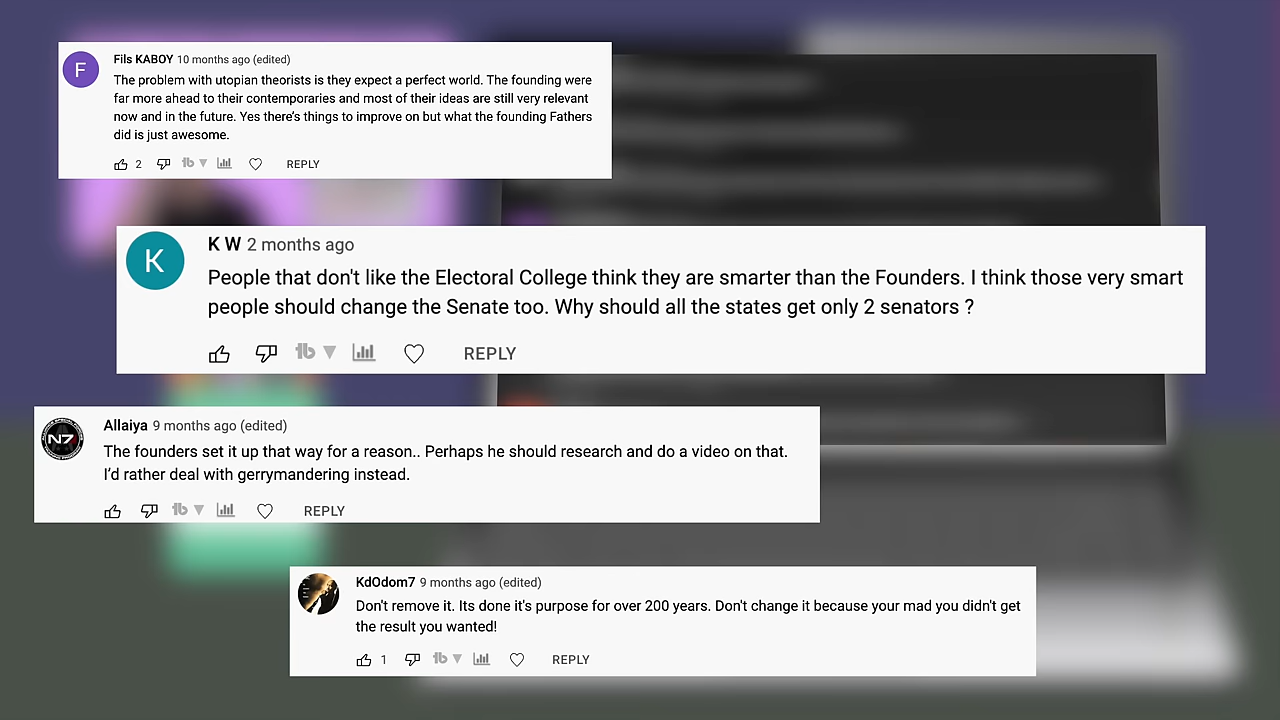 F
Fils KABOY 10 months ago (edited)
The problem with utopian theorists is they expect a perfect world. The founding were
far more ahead to their contemporaries and most of their ideas are still very relevant
now and in the future. Yes there's things to improve on but what the founding Fathers
did is just awesome.
2 tb REPLY
K
K W 2 months ago
People that don't like the Electoral College think they are smarter than the Founders. I think those very smart
people should change the Senate too. Why should all the states get only 2 senators ?
tb REPLY
N7
Allaiya 9 months ago (edited)
The founders set it up that way for a reason.. Perhaps he should research and do a video on that.
I'd rather deal with gerrymandering instead.
tb REPLY
KdOdom7 9 months ago (edited)
Don't remove it. Its done it's purpose for over 200 years. Don't change it because your mad you didn't get
the result you wanted!
1 tb REPLY